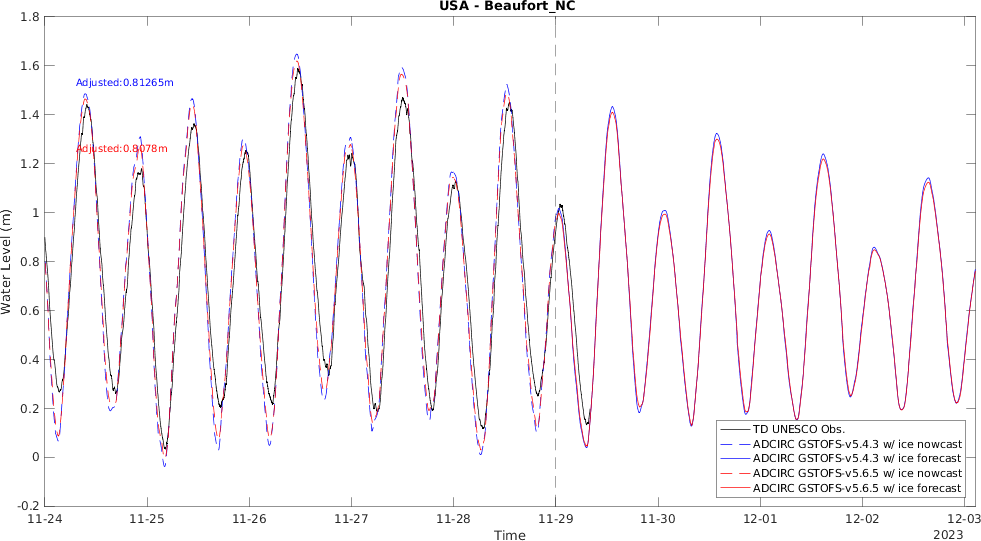 USA - Beaufort_NC
1.8
1.6
1.4
1.2
1
0.8
0.6
0.4
0.2
0
-0.2
Water Level (m)
Adjusted:0.81265m
Adjusted:0.8078m
TD UNESCO Obs.
ADCIRC GSTOFS-v5.4.3 w/ ice nowcast
ADCIRC GSTOFS-v5.4.3 w/ ice forecast
ADCIRC GSTOFS-v5.6.5 w/ ice nowcast
ADCIRC GSTOFS-v5.6.5 w/ ice forecast
11-24 11-25 11-26 11-27 11-28 11-29 11-30 12-01 12-02 12-03
Time
2023